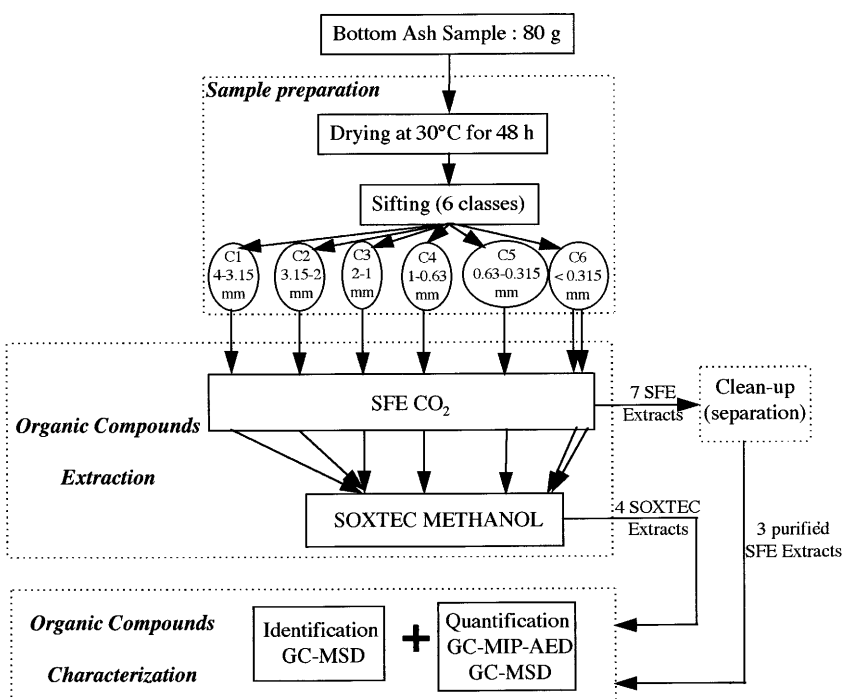 Bottom Ash Sample : 80 g
Sample preparation
Drying at 30°C for 48 h
Sifting (6 classes)
C1
4-3.15
mm
C2
3.15-2
mm
C3
2-1
mm
C4
1-0.63
mm
C5
0.63-0.315
mm
C6
< 0.315
mm
Organic Compounds
Extraction
SFE CO₂
7 SFE
Extracts
Clean-up
(separation)
SOXTEC METHANOL
4 SOXTEC
Extracts
3 purified
SFE Extracts
Organic Compounds
Characterization
Identification
GC-MSD
+
Quantification
GC-MIP-AED
GC-MSD